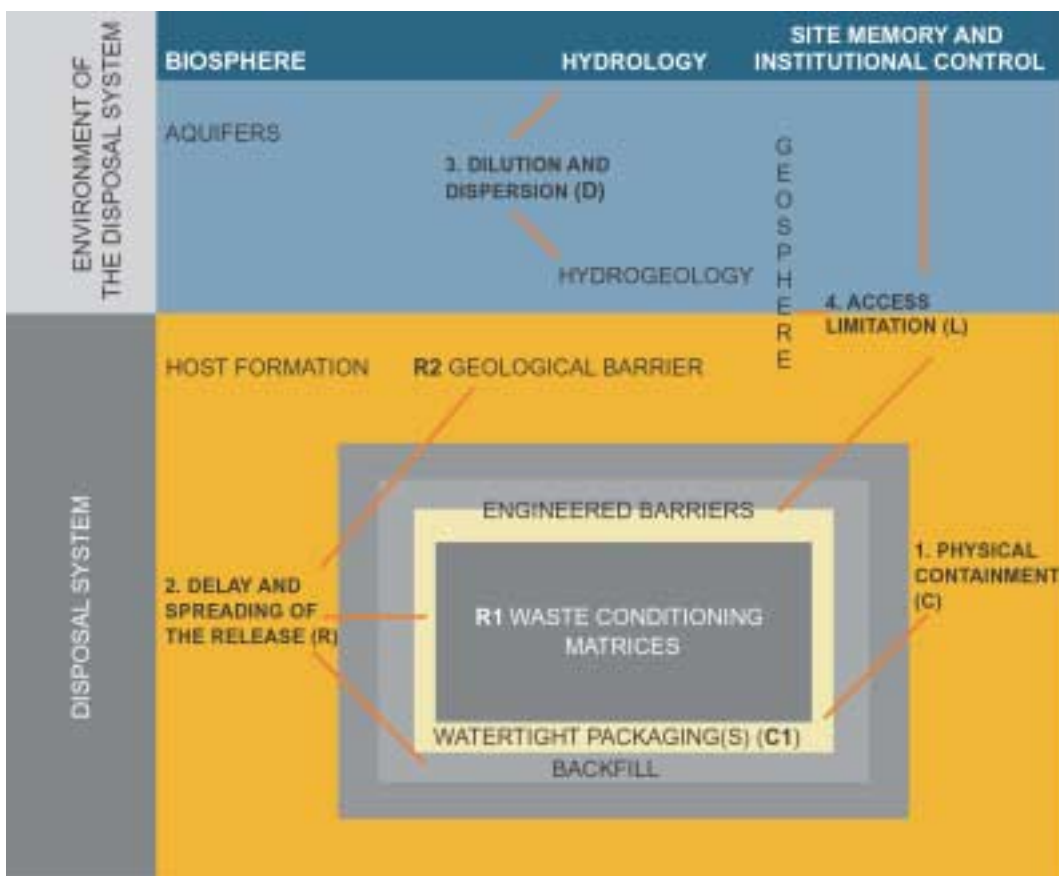 ENVIRONMENT OF
THE DISPOSAL SYSTEM
BIOSPHERE
HYDROLOGY
SITE MEMORY AND
INSTITUTIONAL CONTROL
AQUIFERS
3. DILUTION AND
DISPERSION (D)
GEOSPHERE
HYDROGEOLOGY
4. ACCESS
LIMITATION (L)
DISPOSAL SYSTEM
HOST FORMATION
R2 GEOLOGICAL BARRIER
ENGINEERED BARRIERS
1. PHYSICAL
CONTAINMENT
(C)
2. DELAY AND
SPREADING OF
THE RELEASE (R)
R1 WASTE CONDITIONING
MATRICES
WATERTIGHT PACKAGING(S) (C1)
BACKFILL